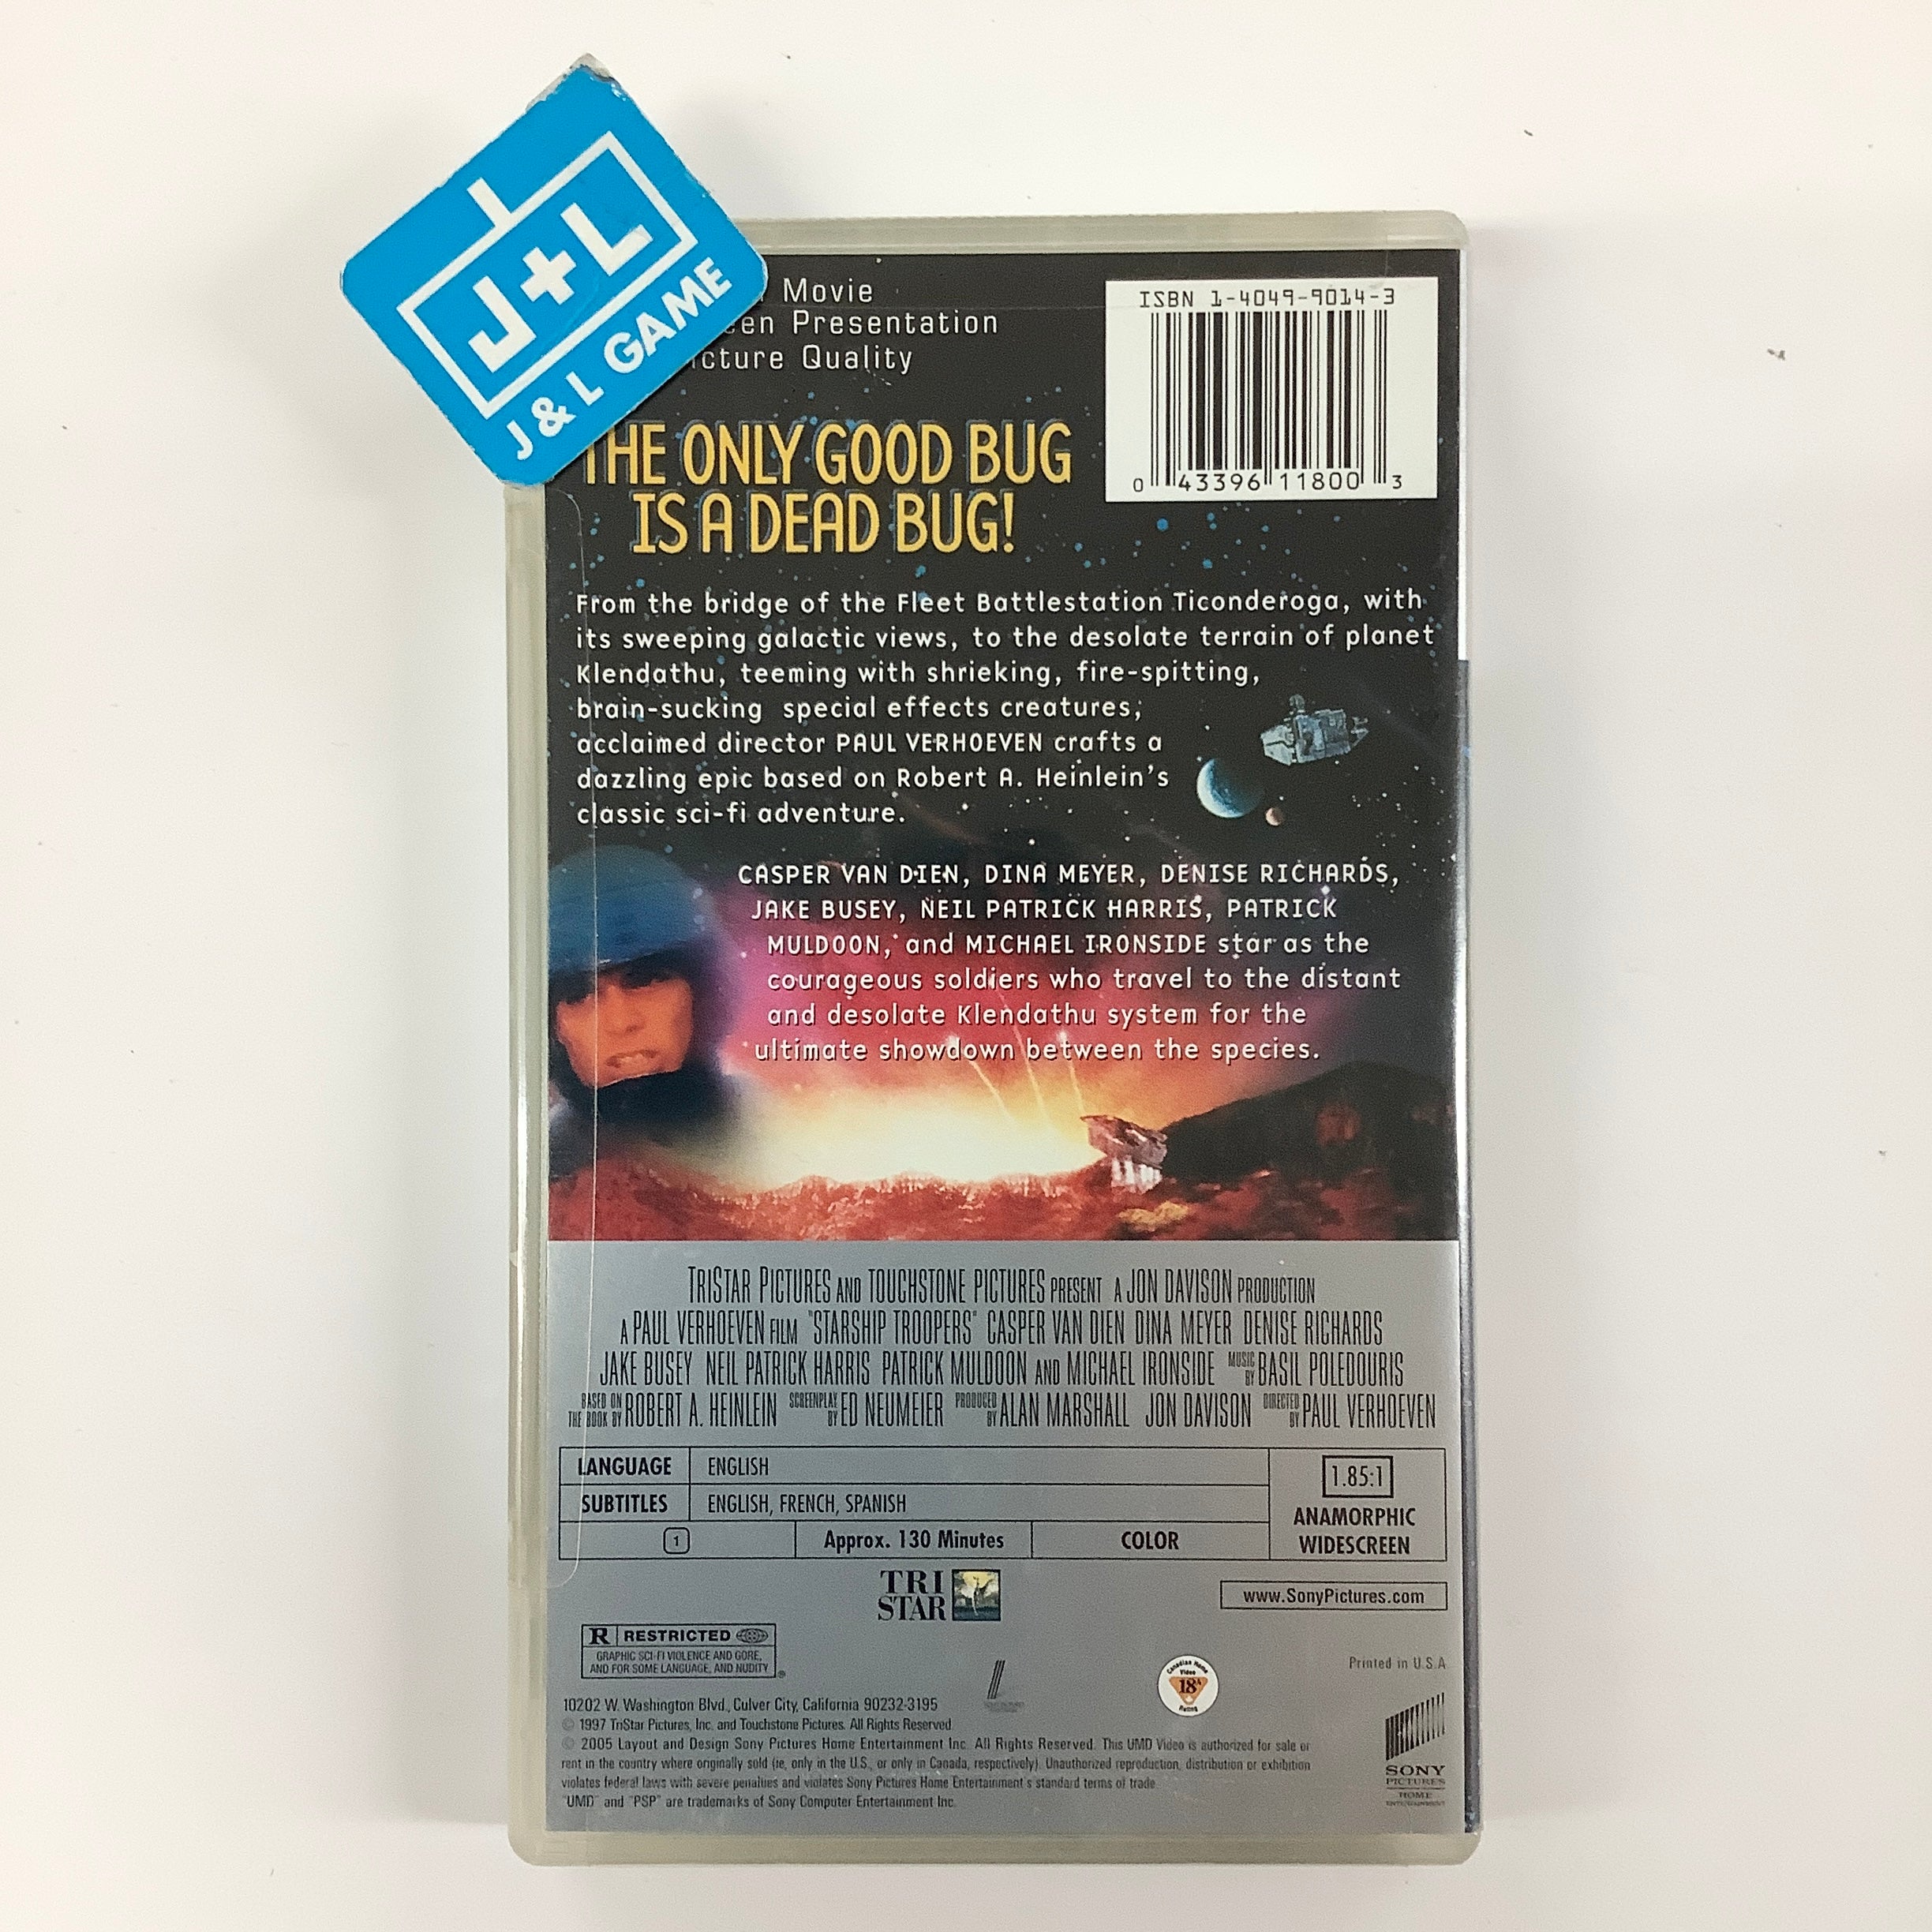 J+L
J & L GAME
Movie
Presentation
Quality
ISBN 1-4049-9014-3
0 43396 11800 3
THE ONLY GOOD BUG
IS A DEAD BUG!
From the bridge of the Fleet Battlestation Ticonderoga, with
its sweeping galactic views, to the desolate terrain of planet
Klendathu, teeming with shrieking, fire-spitting,
brain-sucking special effects creatures,
acclaimed director PAUL VERHOEVEN crafts a
dazzling epic based on Robert A. Heinlein's
classic sci-fi adventure.
CASPER VAN DIEN, DINA MEYER, DENISE RICHARDS,
JAKE BUSEY, NEIL PATRICK HARRIS, PATRICK
MULDOON, and MICHAEL IRONSIDE star as the
courageous soldiers who travel to the distant
and desolate Klendathu system for the
ultimate showdown between the species.
TRISTAR PICTURES AND TOUCHSTONE PICTURES PRESENT A JON DAVISON PRODUCTION
A PAUL VERHOEVEN FILM "STARSHIP TROOPERS" CASPER VAN DIEN DINA MEYER DENISE RICHARDS
JAKE BUSEY NEIL PATRICK HARRIS PATRICK MULDOON AND MICHAEL IRONSIDE MUSIC BY BASIL POLEDOURIS
BASED ON THE BOOK BY ROBERT A. HEINLEIN SCREENPLAY BY ED NEUMEIER PRODUCED BY ALAN MARSHALL JON DAVISON DIRECTED BY PAUL VERHOEVEN
LANGUAGE ENGLISH
SUBTITLES ENGLISH, FRENCH, SPANISH
1 Approx. 130 Minutes COLOR
1.85:1
ANAMORPHIC
WIDESCREEN
TRI
STAR
www.SonyPictures.com
R RESTRICTED
GRAPHIC SCI-FI VIOLENCE AND GORE,
AND FOR SOME LANGUAGE, AND NUDITY
®
Canadian Home
Video
18A
Rating
Printed in U.S.A.
10202 W. Washington Blvd., Culver City, California 90232-3195
© 1997 TriStar Pictures, Inc. and Touchstone Pictures. All Rights Reserved.
© 2005 Layout and Design Sony Pictures Home Entertainment Inc. All Rights Reserved. This UMD Video is authorized for sale or
rent in the country where originally sold (ie, only in the U.S., or only in Canada, respectively). Unauthorized reproduction, distribution or exhibition
violates federal laws with severe penalties and violates Sony Pictures Home Entertainment's standard terms of trade.
"UMD" and "PSP" are trademarks of Sony Computer Entertainment Inc.
SONY
PICTURES
HOME
ENTERTAINMENT